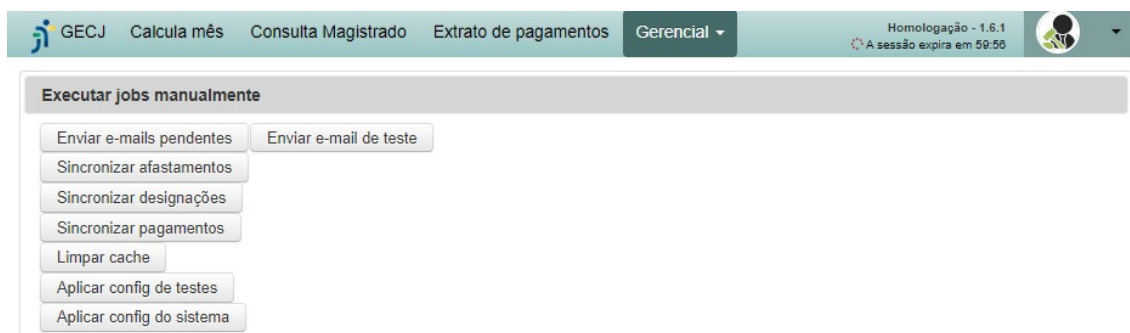 GECJ Calcula mês Consulta Magistrado Extrato de pagamentos Gerencial Homologação - 1.6.1
A sessão expira em 59:56
Executar jobs manualmente
Enviar e-mails pendentes Enviar e-mail de teste
Sincronizar afastamentos
Sincronizar designações
Sincronizar pagamentos
Limpar cache
Aplicar config de testes
Aplicar config do sistema